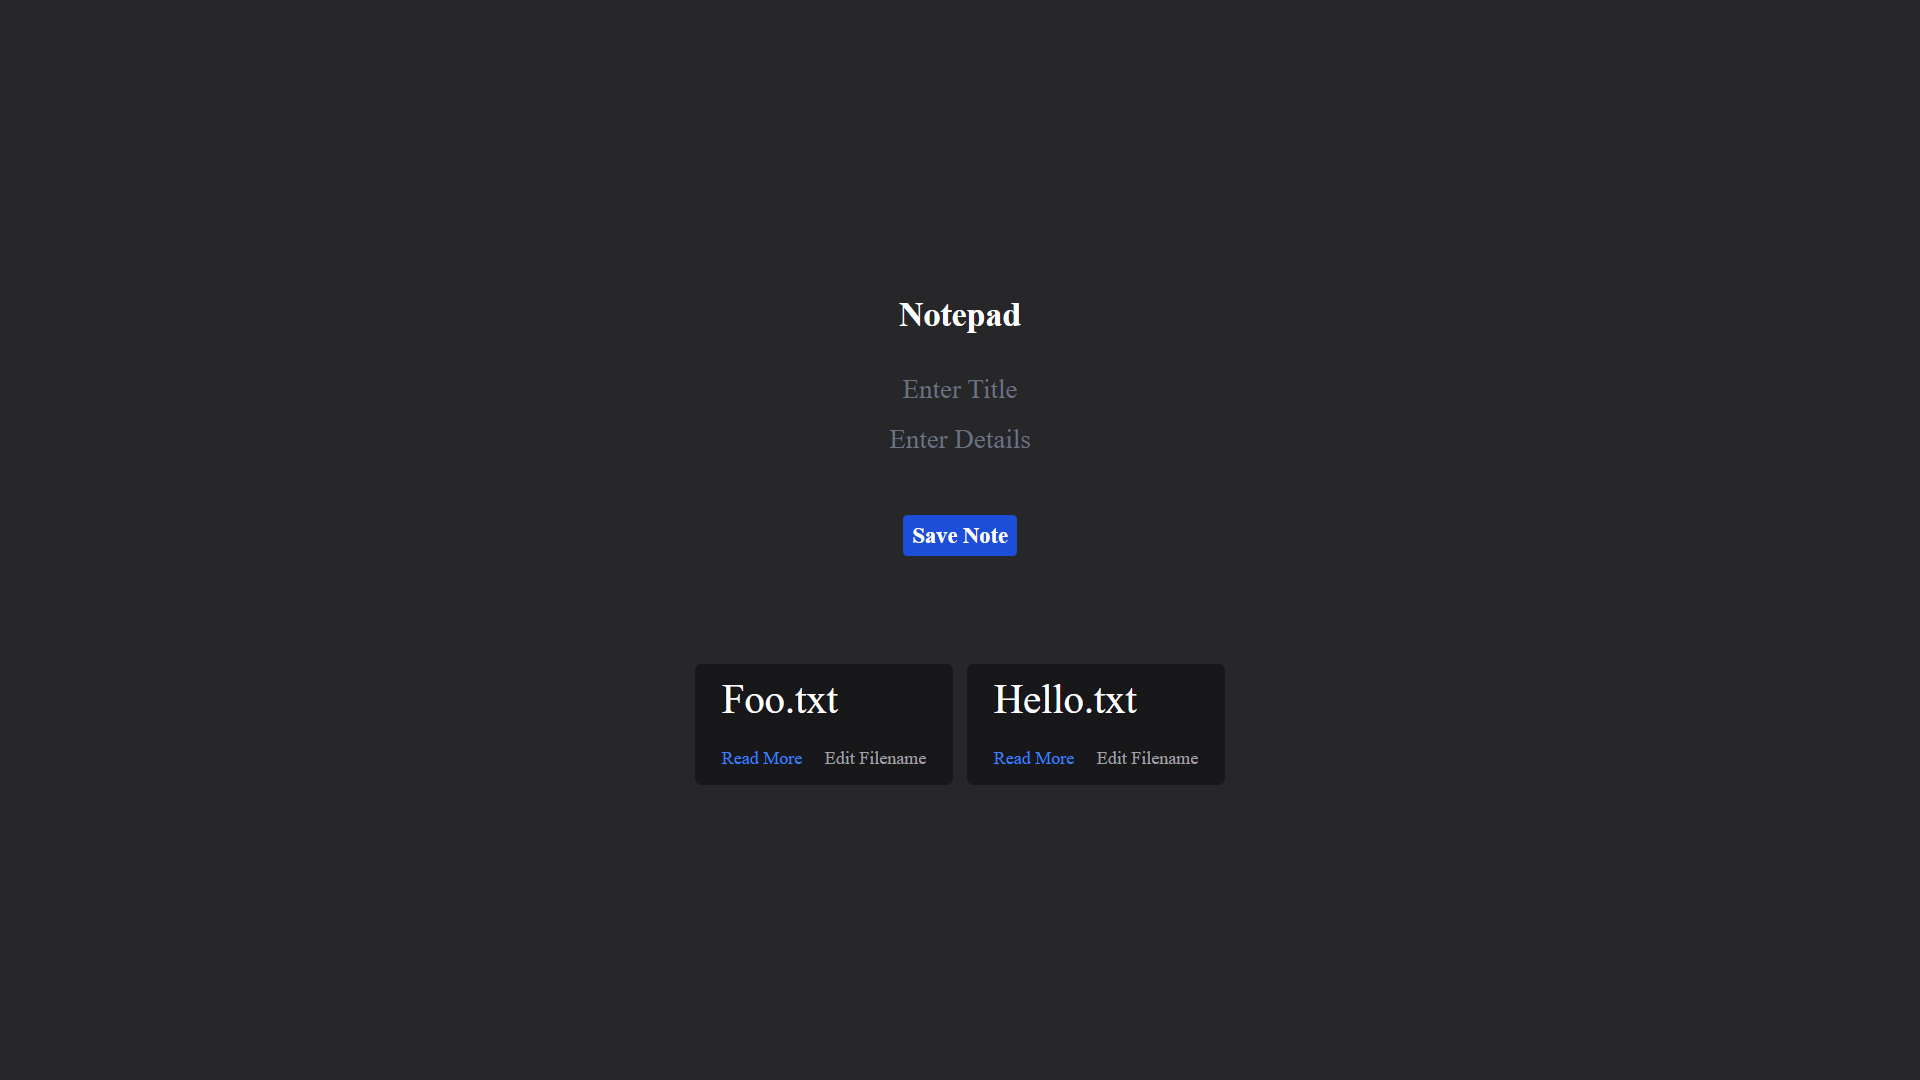 Notepad
Enter Title
Enter Details
Save Note
Foo.txt
Read More Edit Filename
Hello.txt
Read More Edit Filename